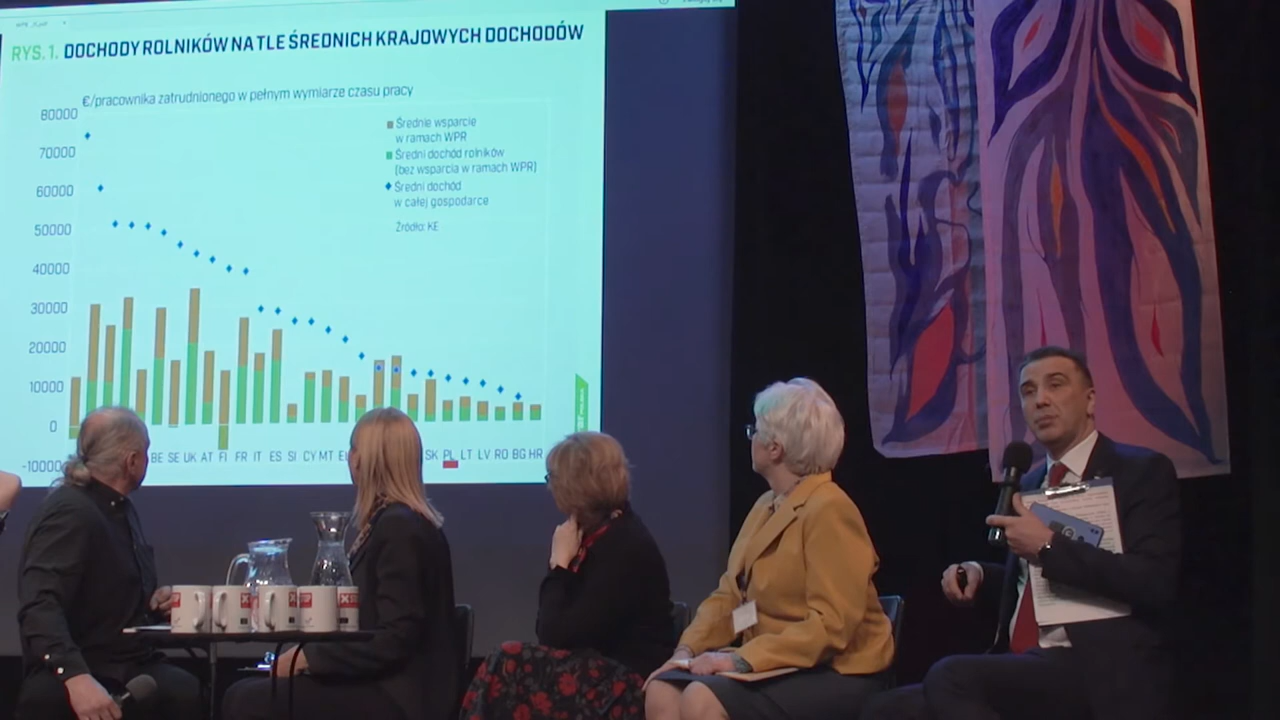 RYS. 1. DOCHODY ROLNIKÓW NA TLE ŚREDNICH KRAJOWYCH DOCHODÓW
€/pracownika zatrudnionego w pełnym wymiarze czasu pracy
80000
70000
60000
50000
40000
30000
20000
10000
0
-10000
Średnie wsparcie
w ramach WPR
Średni dochód rolników
(bez wsparcia w ramach WPR)
Średni dochód
w całej gospodarce
Źródło: KE
BE SE UK AT FI FR IT ES SI CY MT SK PL LT LV RO BG HR